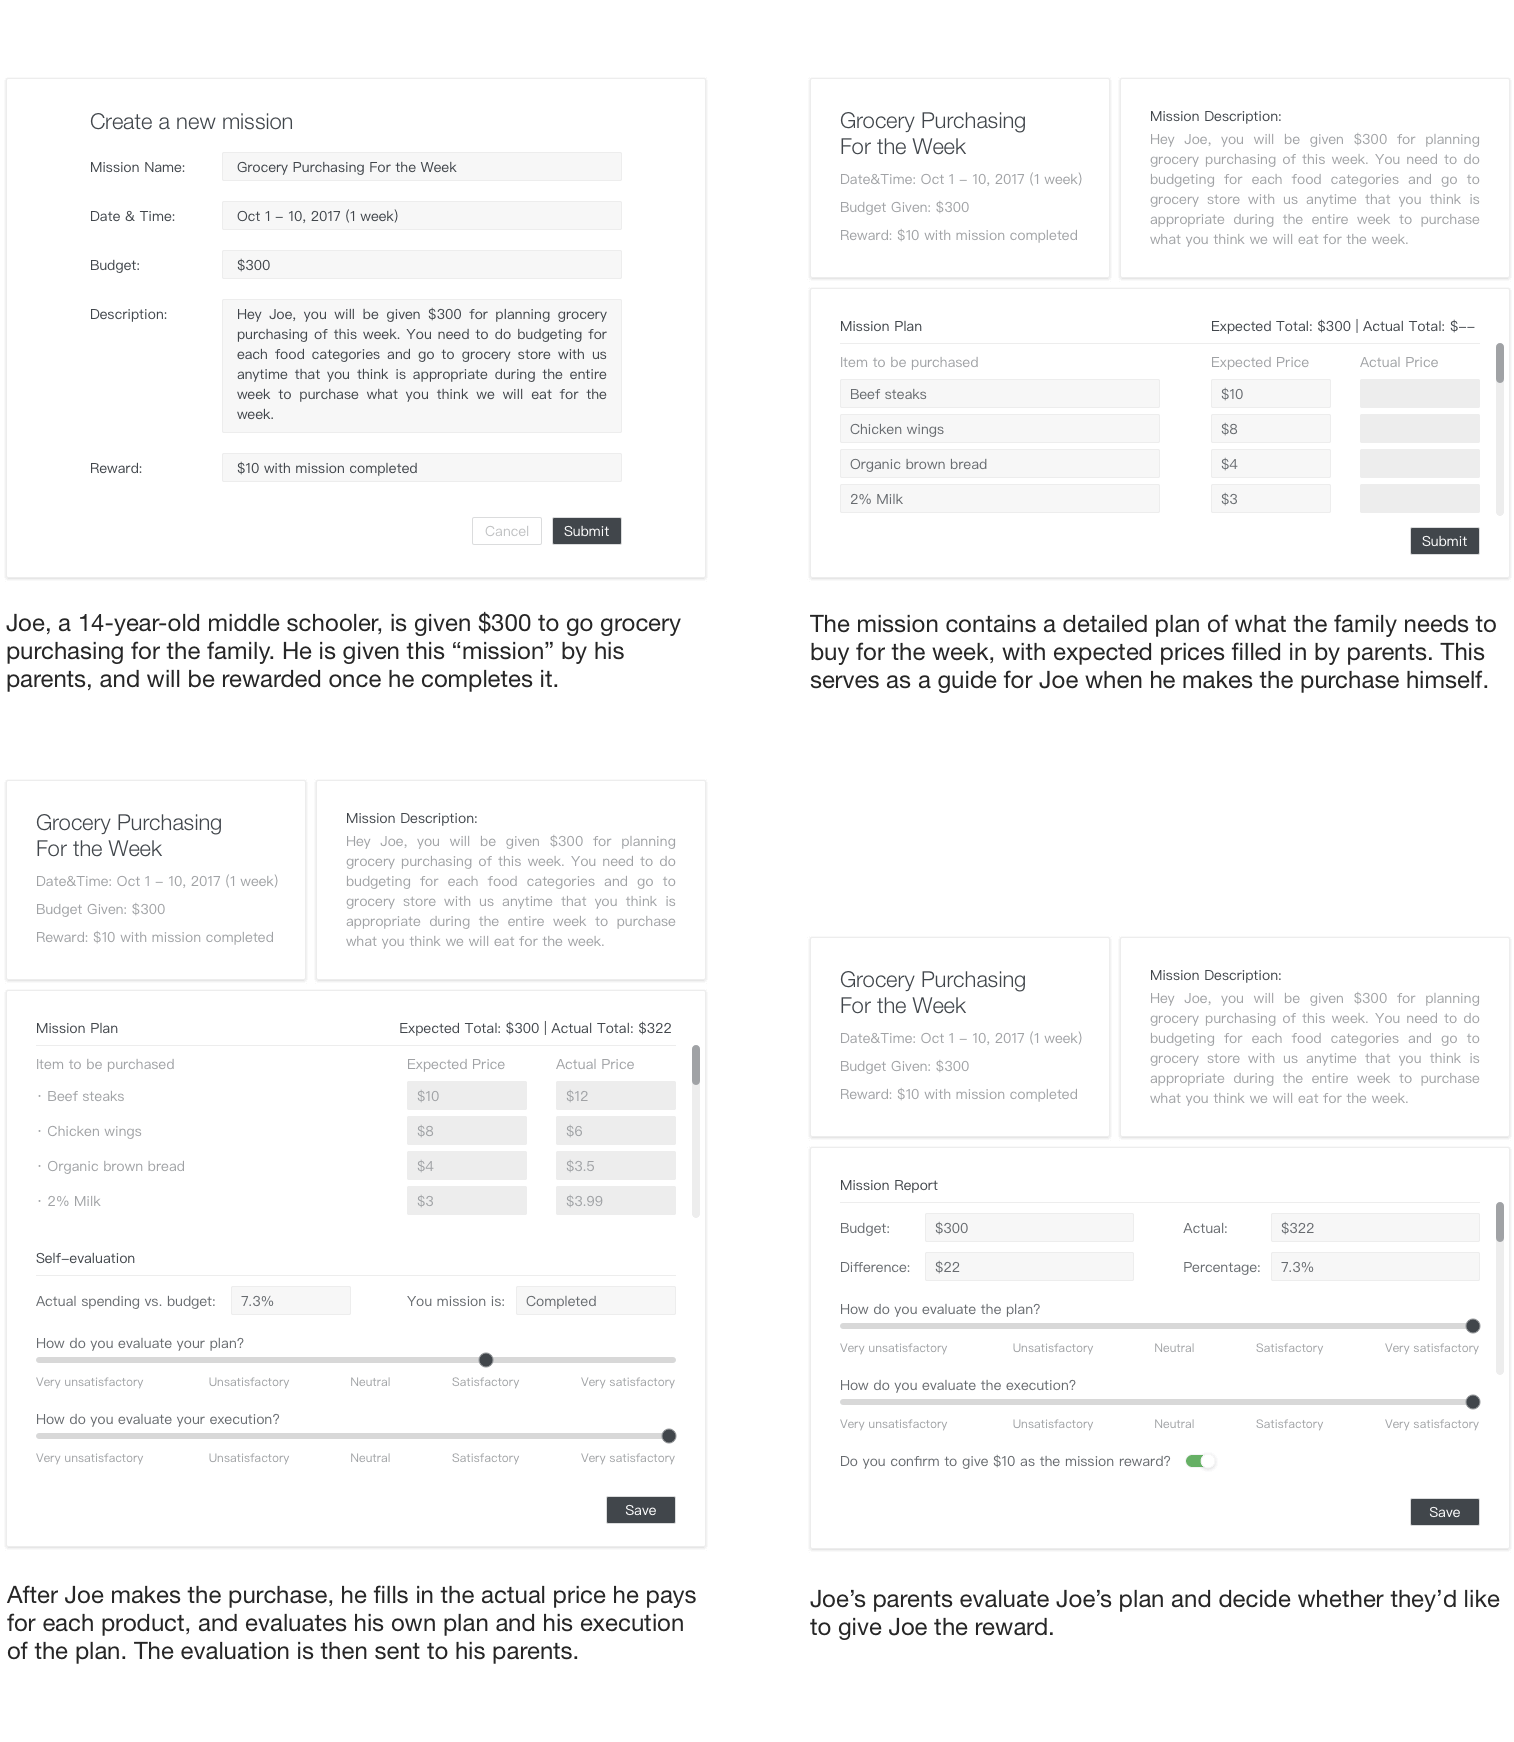 Create a new mission
Mission Name: Grocery Purchasing For the Week
Date & Time: Oct 1 – 10, 2017 (1 week)
Budget: $300
Description: Hey Joe, you will be given $300 for planning grocery
purchasing of this week. You need to do budgeting for
each food categories and go to grocery store with us
anytime that you think is appropriate during the entire
week to purchase what you think we will eat for the
week.
Reward: $10 with mission completed
Cancel Submit
Joe, a 14-year-old middle schooler, is given $300 to go grocery
purchasing for the family. He is given this “mission” by his
parents, and will be rewarded once he completes it.
Grocery Purchasing
For the Week
Date&Time: Oct 1 – 10, 2017 (1 week)
Budget Given: $300
Reward: $10 with mission completed
Mission Description:
Hey Joe, you will be given $300 for planning
grocery purchasing of this week. You need to do
budgeting for each food categories and go to
grocery store with us anytime that you think is
appropriate during the entire week to purchase
what you think we will eat for the week.
Mission Plan Expected Total: $300 | Actual Total: $––
Item to be purchased Expected Price Actual Price
Beef steaks $10
Chicken wings $8
Organic brown bread $4
2% Milk $3
Submit
The mission contains a detailed plan of what the family needs to
buy for the week, with expected prices filled in by parents. This
serves as a guide for Joe when he makes the purchase himself.
Grocery Purchasing
For the Week
Date&Time: Oct 1 – 10, 2017 (1 week)
Budget Given: $300
Reward: $10 with mission completed
Mission Description:
Hey Joe, you will be given $300 for planning
grocery purchasing of this week. You need to do
budgeting for each food categories and go to
grocery store with us anytime that you think is
appropriate during the entire week to purchase
what you think we will eat for the week.
Mission Plan Expected Total: $300 | Actual Total: $322
Item to be purchased Expected Price Actual Price
· Beef steaks $10 $12
· Chicken wings $8 $6
· Organic brown bread $4 $3.5
· 2% Milk $3 $3.99
Self–evaluation
Actual spending vs. budget: 7.3% You mission is: Completed
How do you evaluate your plan?
Very unsatisfactory Unsatisfactory Neutral Satisfactory Very satisfactory
How do you evaluate your execution?
Very unsatisfactory Unsatisfactory Neutral Satisfactory Very satisfactory
Save
After Joe makes the purchase, he fills in the actual price he pays
for each product, and evaluates his own plan and his execution
of the plan. The evaluation is then sent to his parents.
Grocery Purchasing
For the Week
Date&Time: Oct 1 – 10, 2017 (1 week)
Budget Given: $300
Reward: $10 with mission completed
Mission Description:
Hey Joe, you will be given $300 for planning
grocery purchasing of this week. You need to do
budgeting for each food categories and go to
grocery store with us anytime that you think is
appropriate during the entire week to purchase
what you think we will eat for the week.
Mission Report
Budget: $300 Actual: $322
Difference: $22 Percentage: 7.3%
How do you evaluate the plan?
Very unsatisfactory Unsatisfactory Neutral Satisfactory Very satisfactory
How do you evaluate the execution?
Very unsatisfactory Unsatisfactory Neutral Satisfactory Very satisfactory
Do you confirm to give $10 as the mission reward?
Save
Joe’s parents evaluate Joe’s plan and decide whether they’d like
to give Joe the reward.